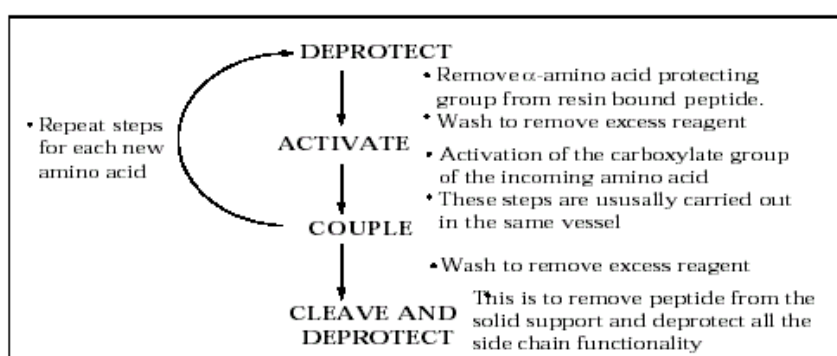 DEPROTECT
• Remove α-amino acid protecting
group from resin bound peptide.
• Wash to remove excess reagent
• Repeat steps
for each new
amino acid
ACTIVATE
• Activation of the carboxylate group
of the incoming amino acid
• These steps are ususally carried out
in the same vessel
COUPLE
• Wash to remove excess reagent
CLEAVE AND
DEPROTECT
• This is to remove peptide from the
solid support and deprotect all the
side chain functionality